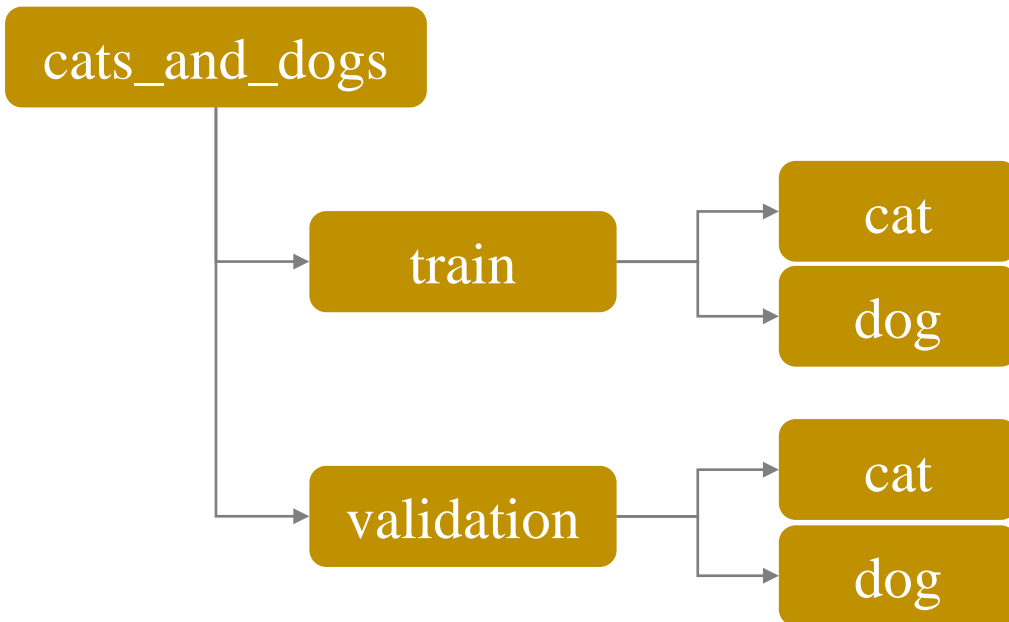 cats_and_dogs
train
cat
dog
validation
cat
dog